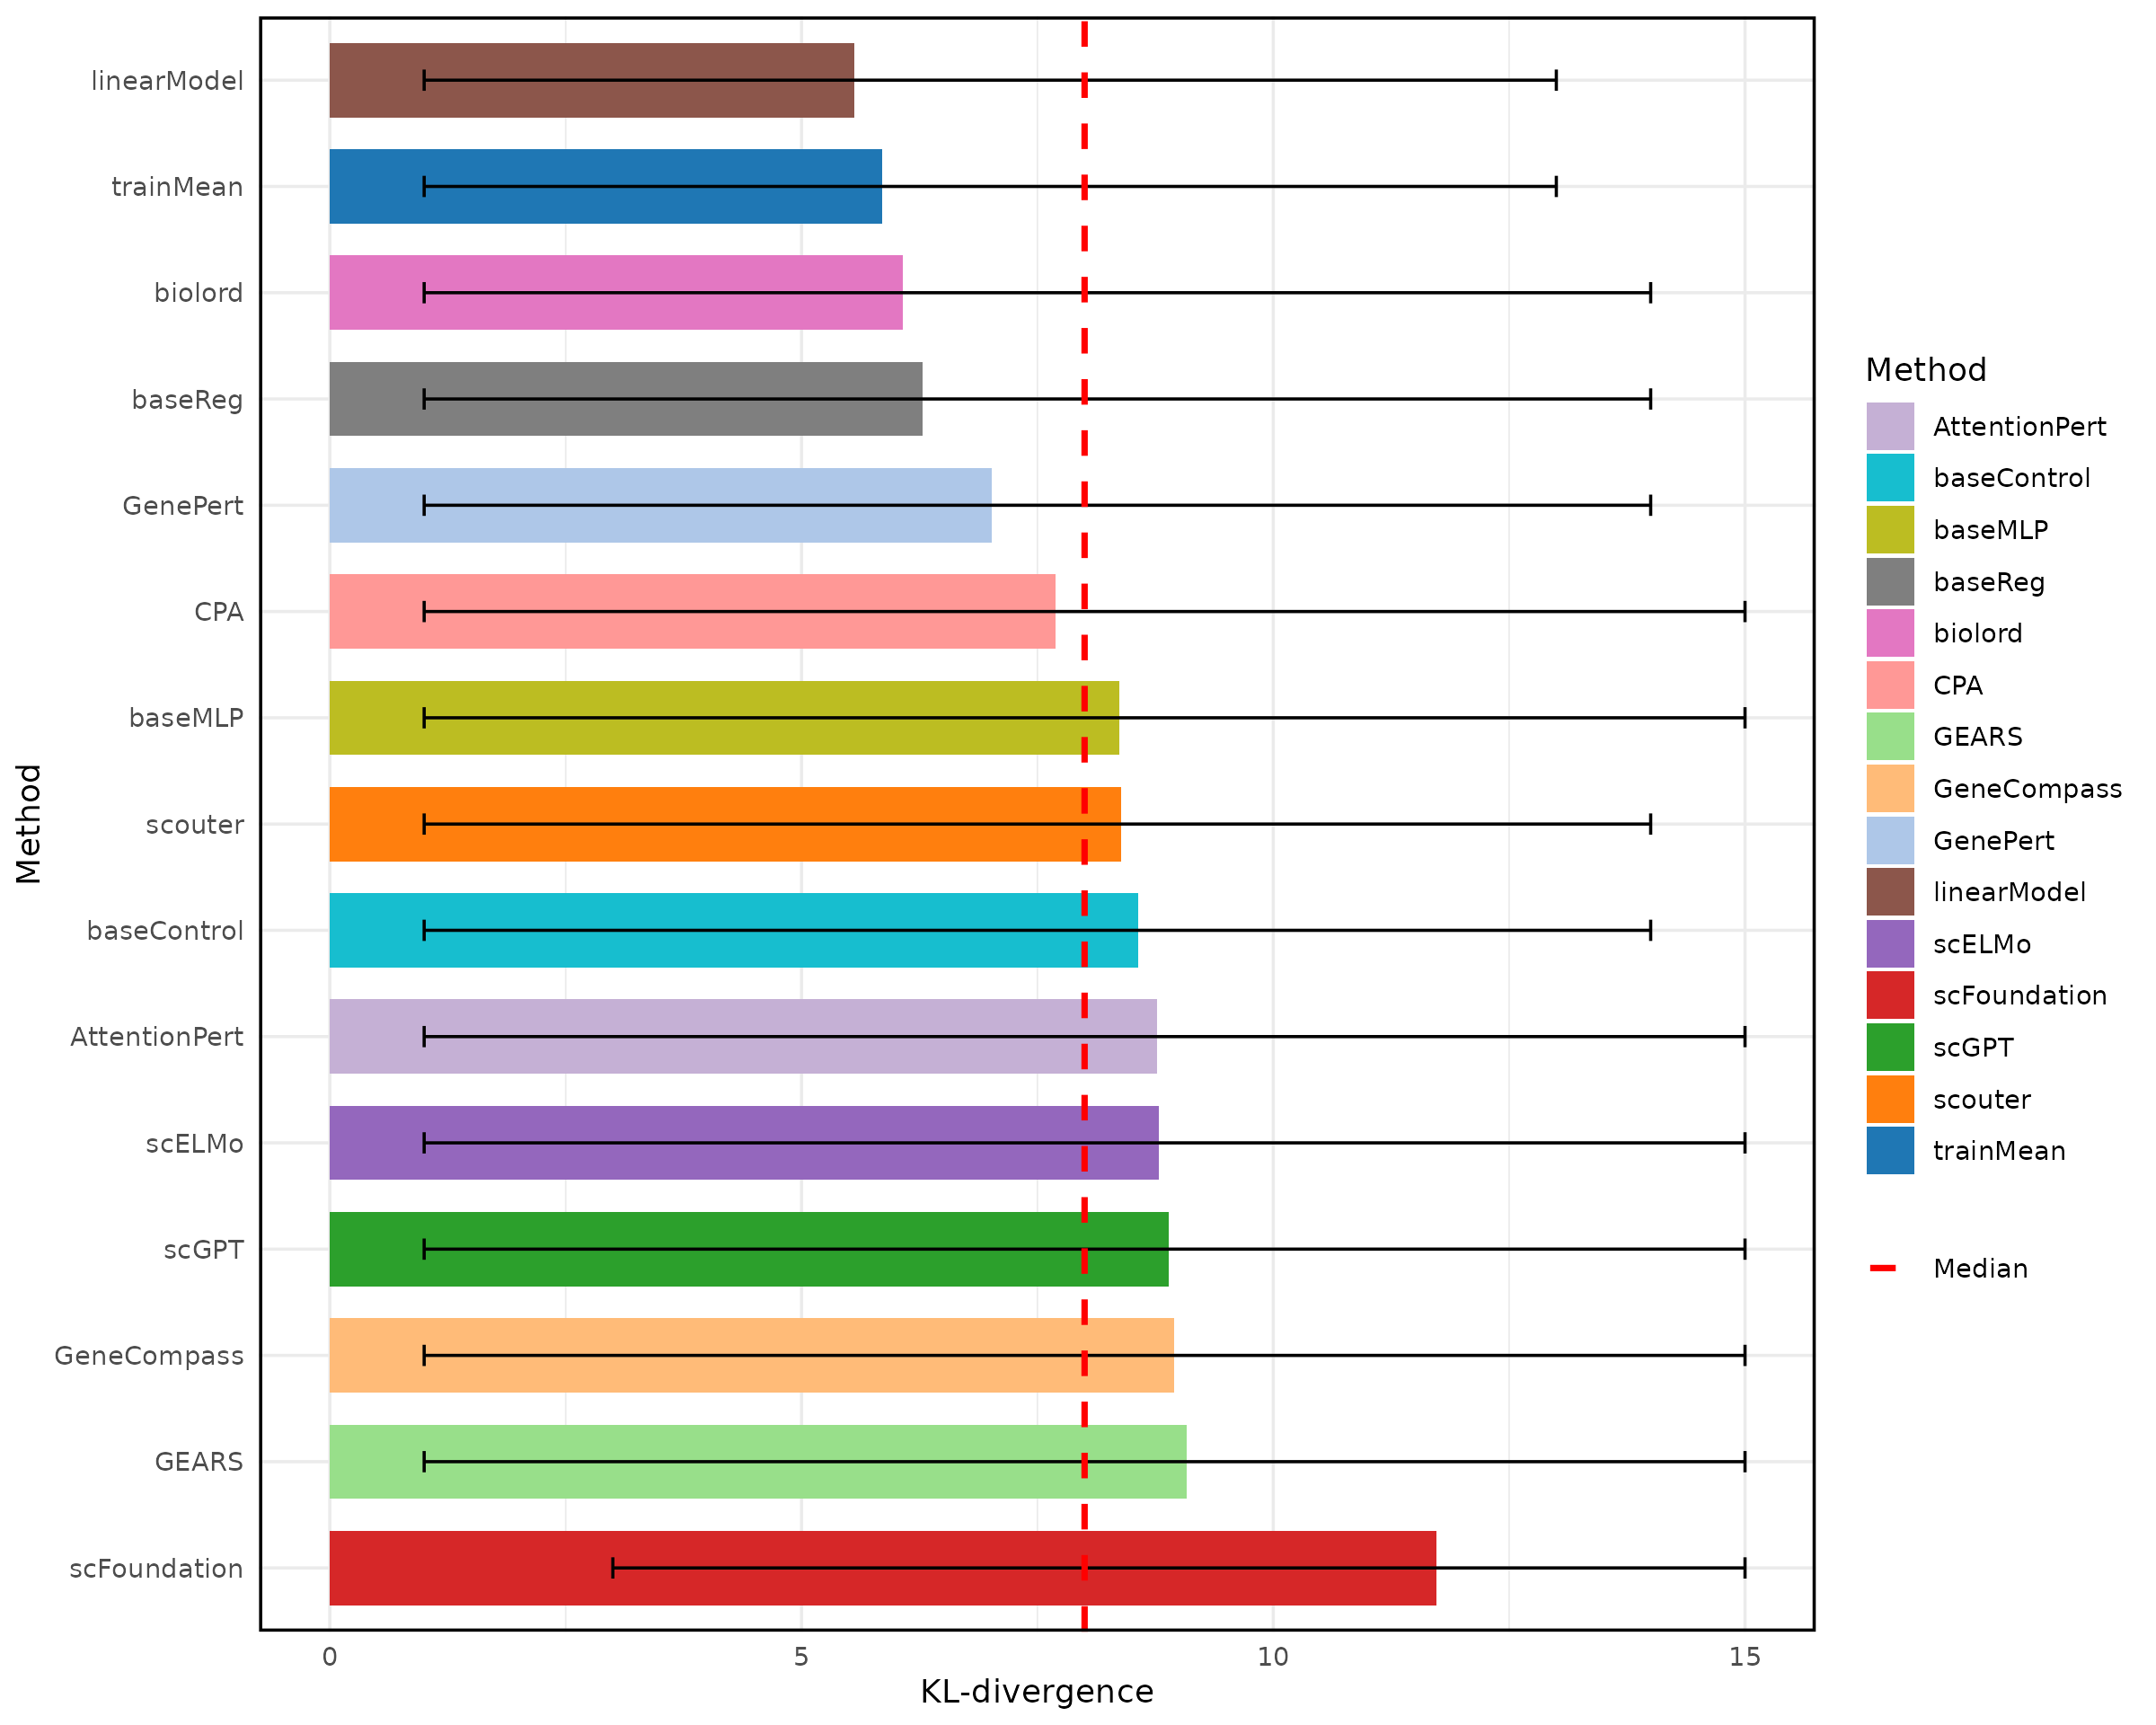 linearModel
trainMean
biolord
baseReg
GenePert
CPA
baseMLP
scouter
baseControl
AttentionPert
scELMo
scGPT
GeneCompass
GEARS
scFoundation
Method
0 5 10 15
KL-divergence
Method
AttentionPert
baseControl
baseMLP
baseReg
biolord
CPA
GEARS
GeneCompass
GenePert
linearModel
scELMo
scFoundation
scGPT
scouter
trainMean
Median